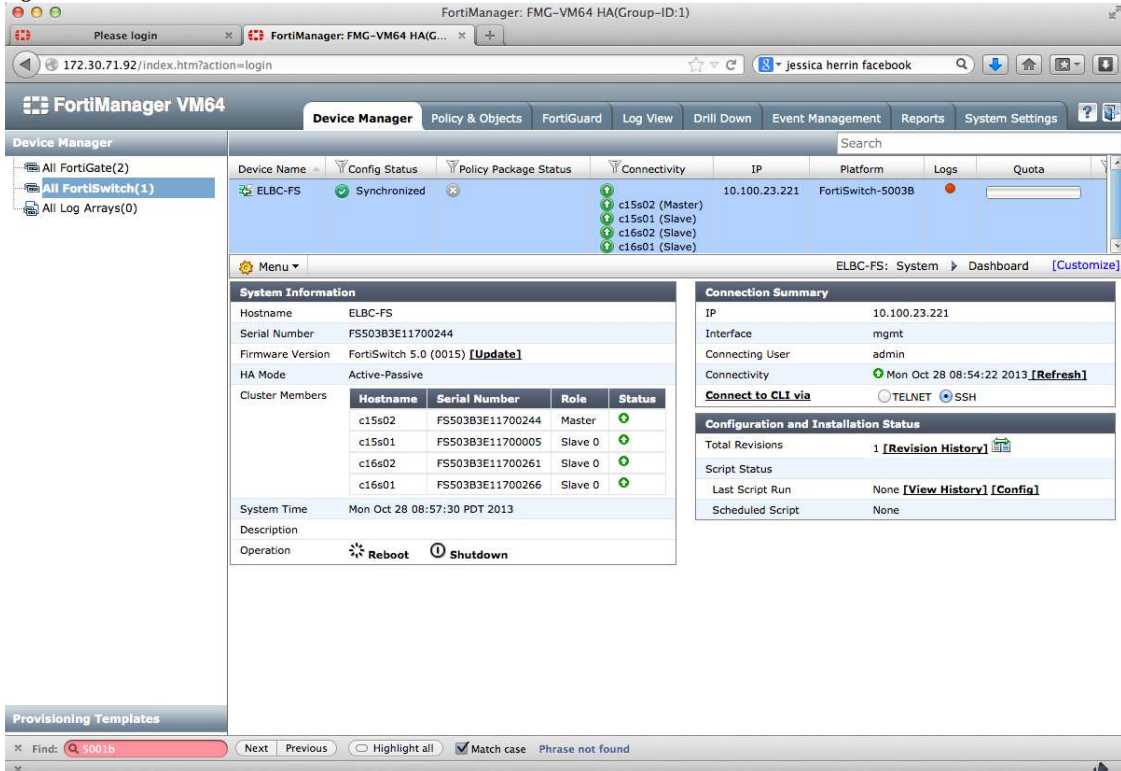 FortiManager: FMG-VM64 HA(Group-ID:1)
Please login
FortiManager: FMG-VM64 HA(G...
172.30.71.92/index.htm?action=login
jessica herrin facebook
FortiManager VM64
Device Manager Policy & Objects FortiGuard Log View Drill Down Event Management Reports System Settings
Device Manager
Search
All FortiGate(2)
All FortiSwitch(1)
All Log Arrays(0)
Device Name Config Status Policy Package Status Connectivity IP Platform Logs Quota
ELBC-FS Synchronized 10.100.23.221 FortiSwitch-5003B
c15s02 (Master)
c15s01 (Slave)
c16s02 (Slave)
c16s01 (Slave)
Menu
ELBC-FS: System Dashboard [Customize]
System Information
Hostname ELBC-FS
Serial Number FS503B3E11700244
Firmware Version FortiSwitch 5.0 (0015) [Update]
HA Mode Active-Passive
Cluster Members
Hostname Serial Number Role Status
c15s02 FS503B3E11700244 Master
c15s01 FS503B3E11700005 Slave 0
c16s02 FS503B3E11700261 Slave 0
c16s01 FS503B3E11700266 Slave 0
System Time Mon Oct 28 08:57:30 PDT 2013
Description
Operation Reboot Shutdown
Connection Summary
IP 10.100.23.221
Interface mgmt
Connecting User admin
Connectivity Mon Oct 28 08:54:22 2013 [Refresh]
Connect to CLI via TELNET SSH
Configuration and Installation Status
Total Revisions 1 [Revision History]
Script Status
Last Script Run None [View History] [Config]
Scheduled Script None
Provisioning Templates
Find: 5001b Next Previous Highlight all Match case Phrase not found